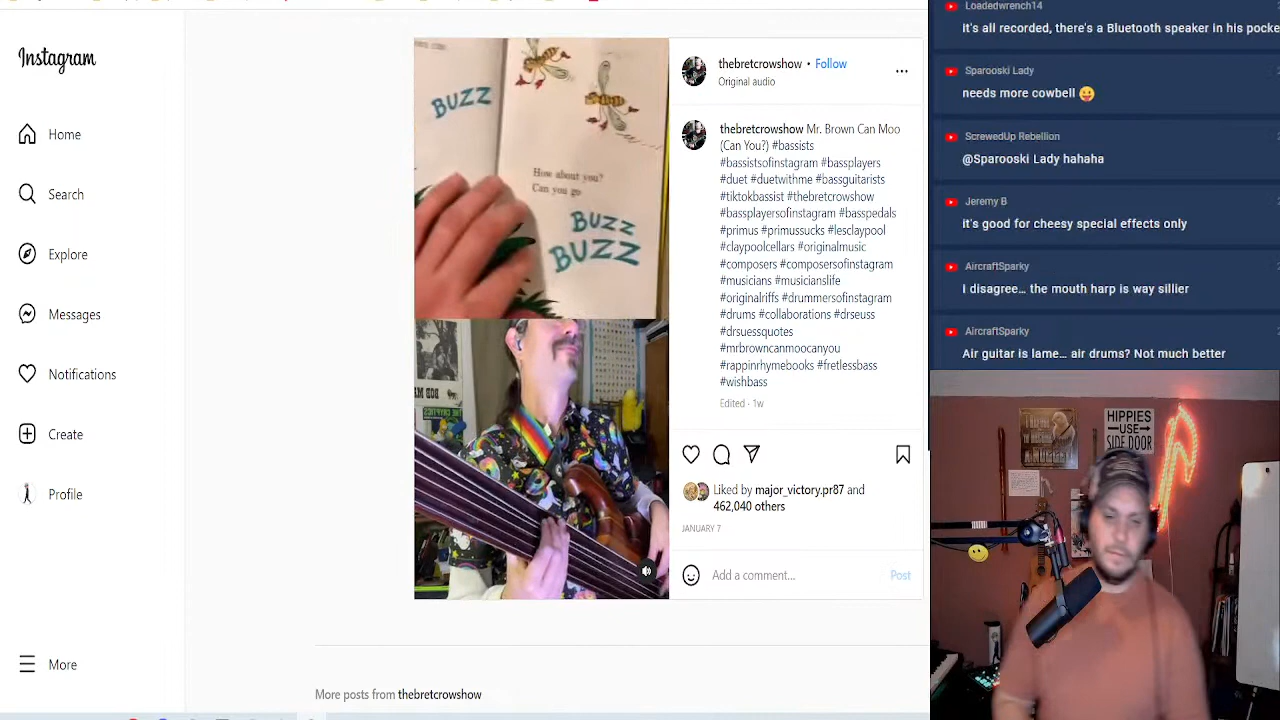 Instagram
Home
Search
Explore
Messages
Notifications
Create
Profile
More
BUZZ
How about you?
Can you go
BUZZ
BUZZ
thebretcrowshow • Follow
Original audio
thebretcrowshow Mr. Brown Can Moo
(Can You?) #bassists
#bassistsofinstagram #bassplayers
#duet #duetwithme #bassguitarists
#tiktokbassist #thebretcrowshow
#bassplayersofinstagram #basspedals
#primus #primussucks #lesclaypool
#claypoolcellars #originalmusic
#composers #composersofinstagram
#musicians #musicianslife
#originalriffs #drummersofinstagram
#drums #collaborations #drseuss
#drsuessquotes
#mrbrowncanmoocanyou
#rappinrhymebooks #fretlessbass
#wishbass
Edited · 1w
Liked by major_victory.pr87 and
462,040 others
JANUARY 7
Add a comment...
Post
More posts from thebretcrowshow
Loadedwrench14
it's all recorded, there's a Bluetooth speaker in his pocke
Sparooski Lady
needs more cowbell 😜
ScrewedUp Rebellion
@Sparooski Lady hahaha
Jeremy B
it's good for cheesy special effects only
AircraftSparky
I disagree... the mouth harp is way sillier
AircraftSparky
Air guitar is lame... air drums? Not much better
HIPPIES
USE
SIDE DOOR